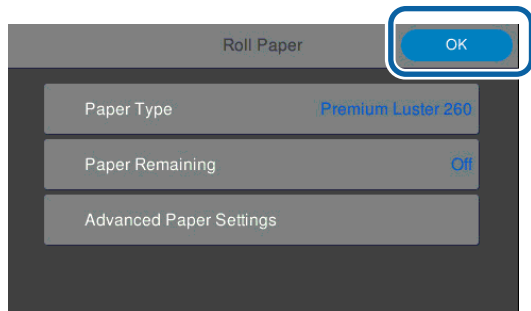 Roll Paper OK
Paper Type Premium Luster 260
Paper Remaining Off
Advanced Paper Settings